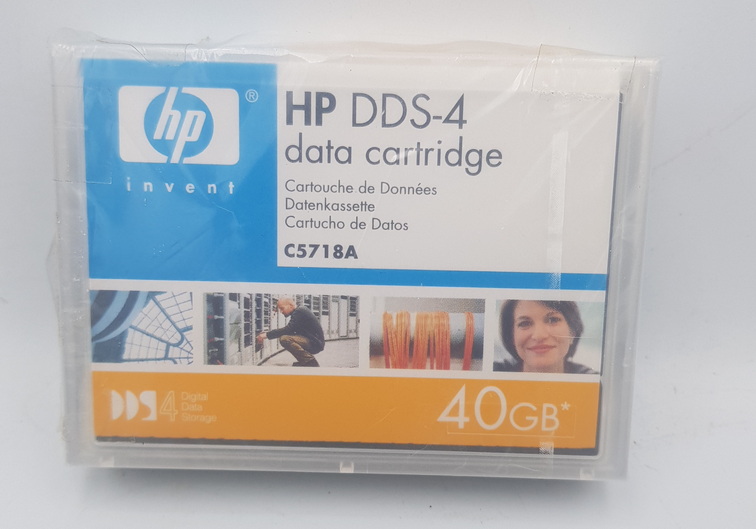 hp
®
invent
HP DDS-4
data cartridge
Cartouche de Données
Datenkassette
Cartucho de Datos
C5718A
DDS4
Digital
Data
Storage
40GB*